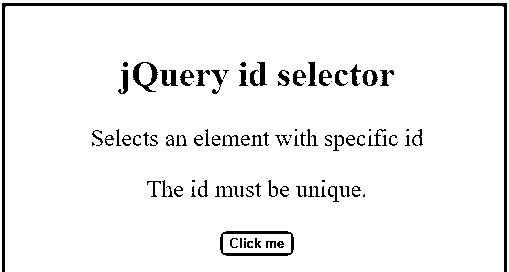 jQuery id selector
Selects an element with specific id
The id must be unique.
Click me